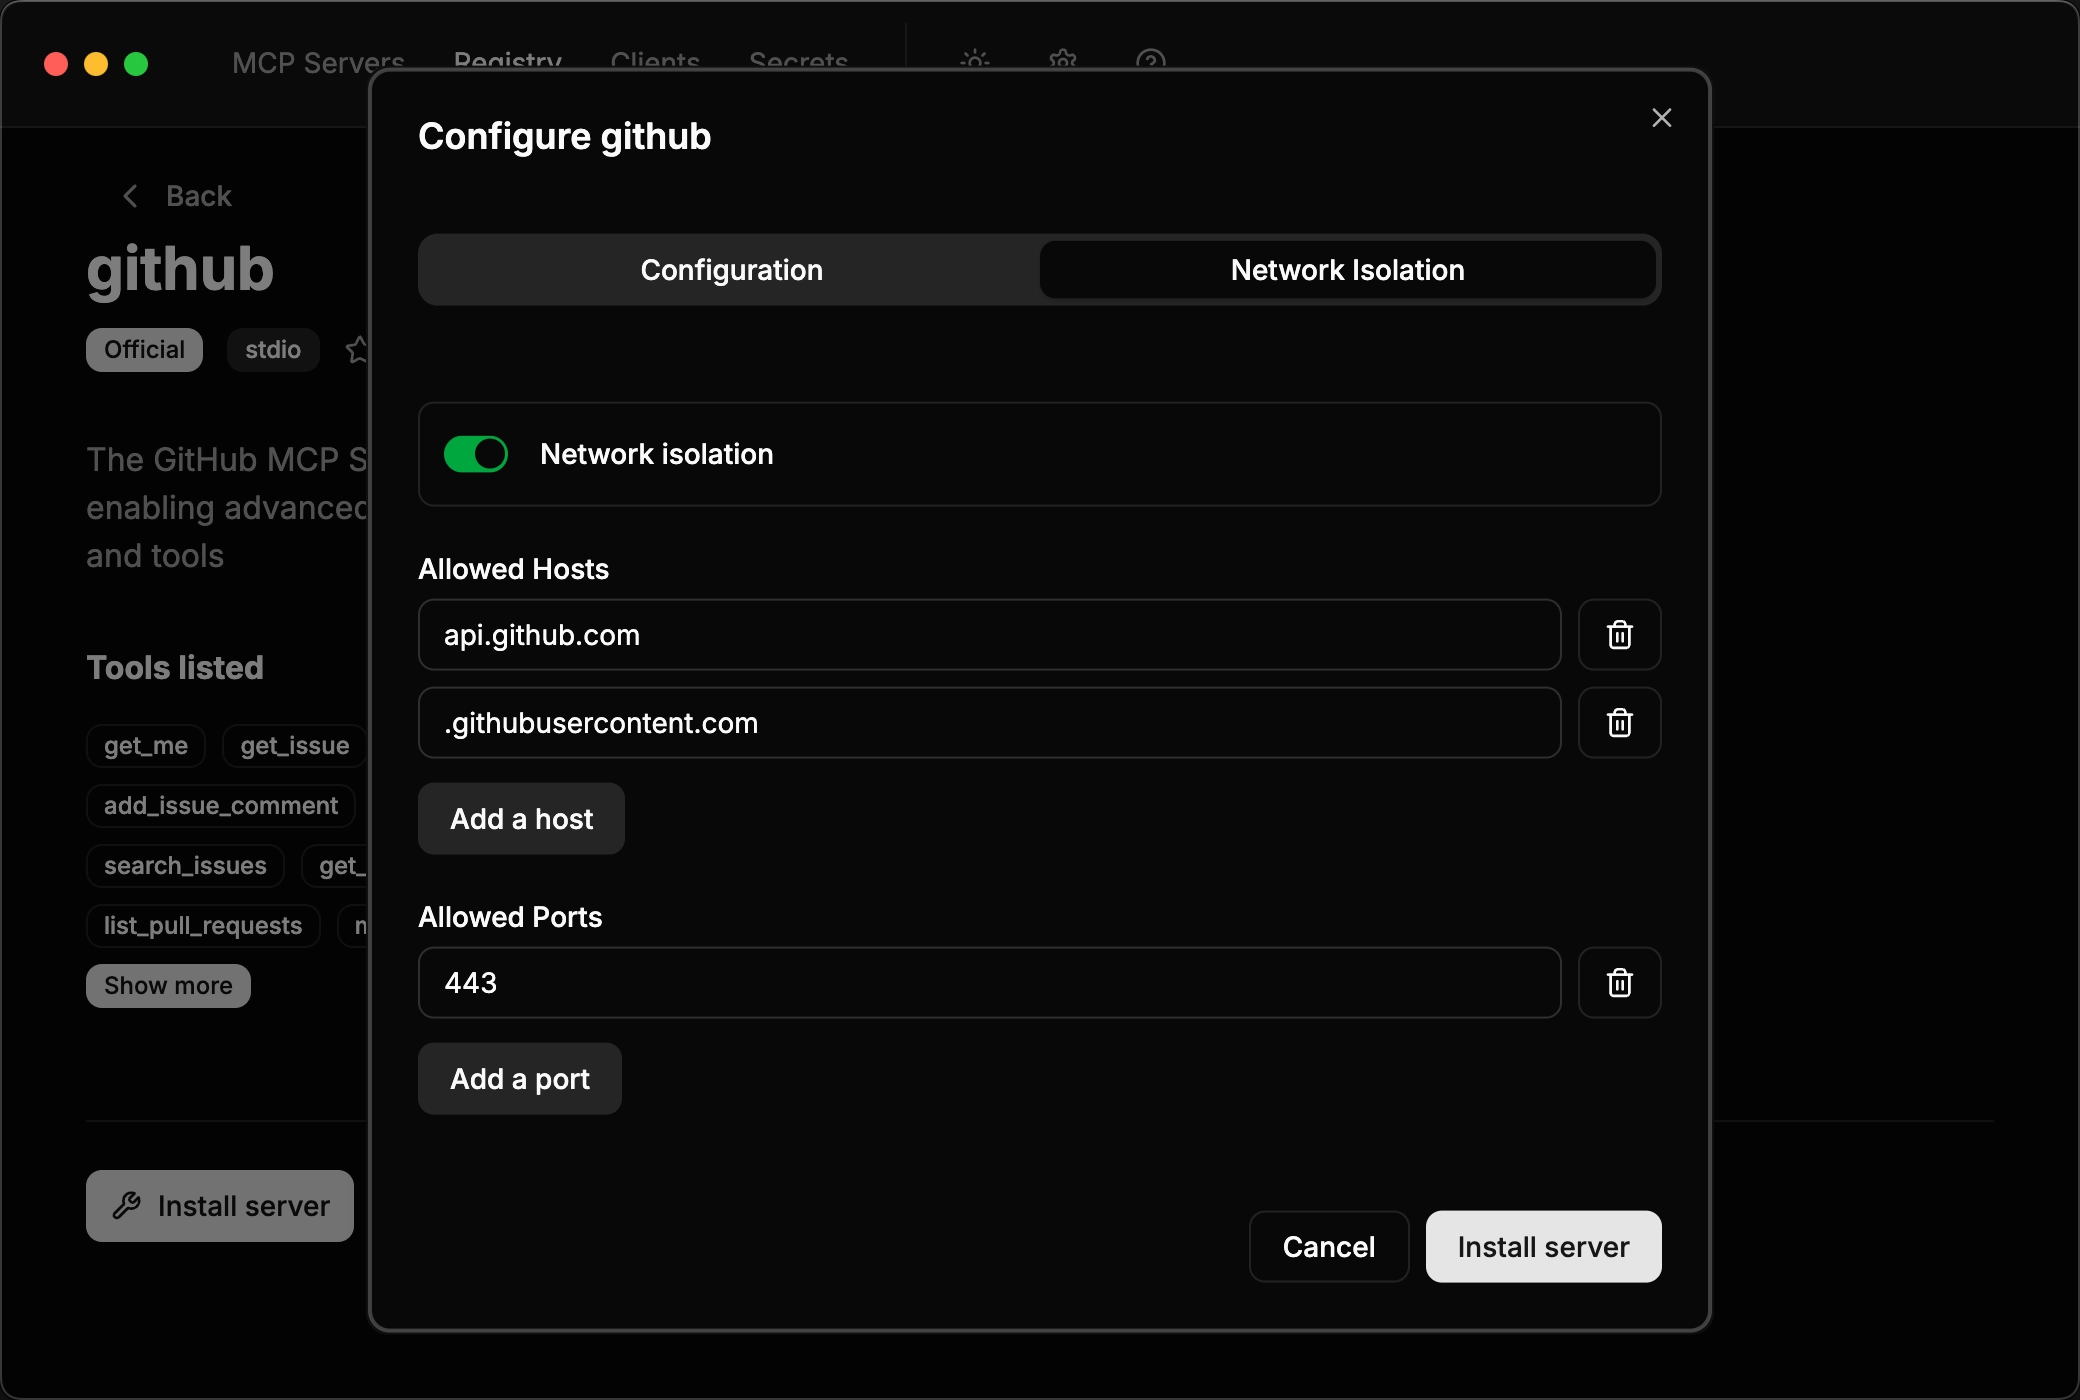 MCP Servers Registry Clients Secrets
Configure github
Back
github
Configuration Network Isolation
Official stdio
Network isolation
The GitHub MCP S
enabling advanced
and tools
Allowed Hosts
api.github.com
.githubusercontent.com
Tools listed
get_me get_issue
add_issue_comment
search_issues get_
list_pull_requests
Show more
Add a host
Allowed Ports
443
Add a port
Install server
Cancel Install server